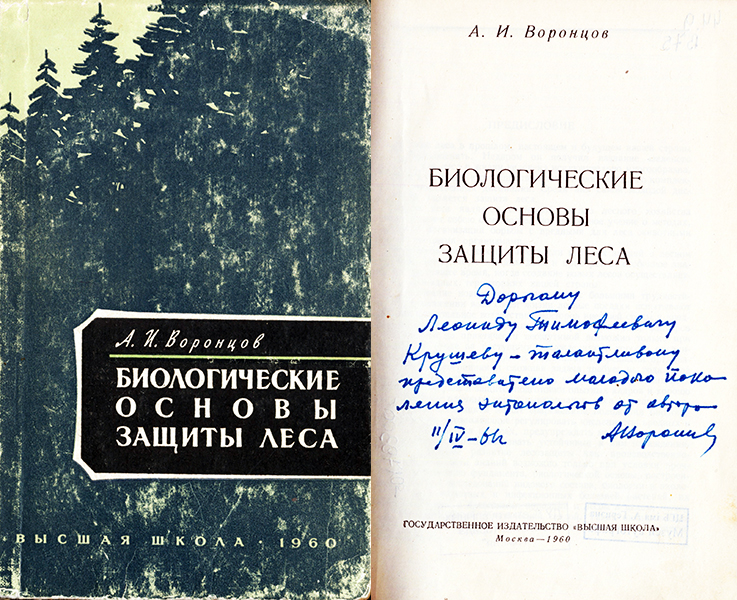 А. И. Воронцов
БИОЛОГИЧЕСКИЕ
ОСНОВЫ
ЗАЩИТЫ ЛЕСА
ВЫСШАЯ ШКОЛА · 1960
А. И. Воронцов
БИОЛОГИЧЕСКИЕ
ОСНОВЫ
ЗАЩИТЫ ЛЕСА
Дорогому
Леониду Тимофеевичу
Крушеву – талантливому
представителю молодого поко-
ления энтомологов от автора
11/IV–
АВоронцов
ГОСУДАРСТВЕННОЕ ИЗДАТЕЛЬСТВО «ВЫСШАЯ ШКОЛА»
Москва—1960